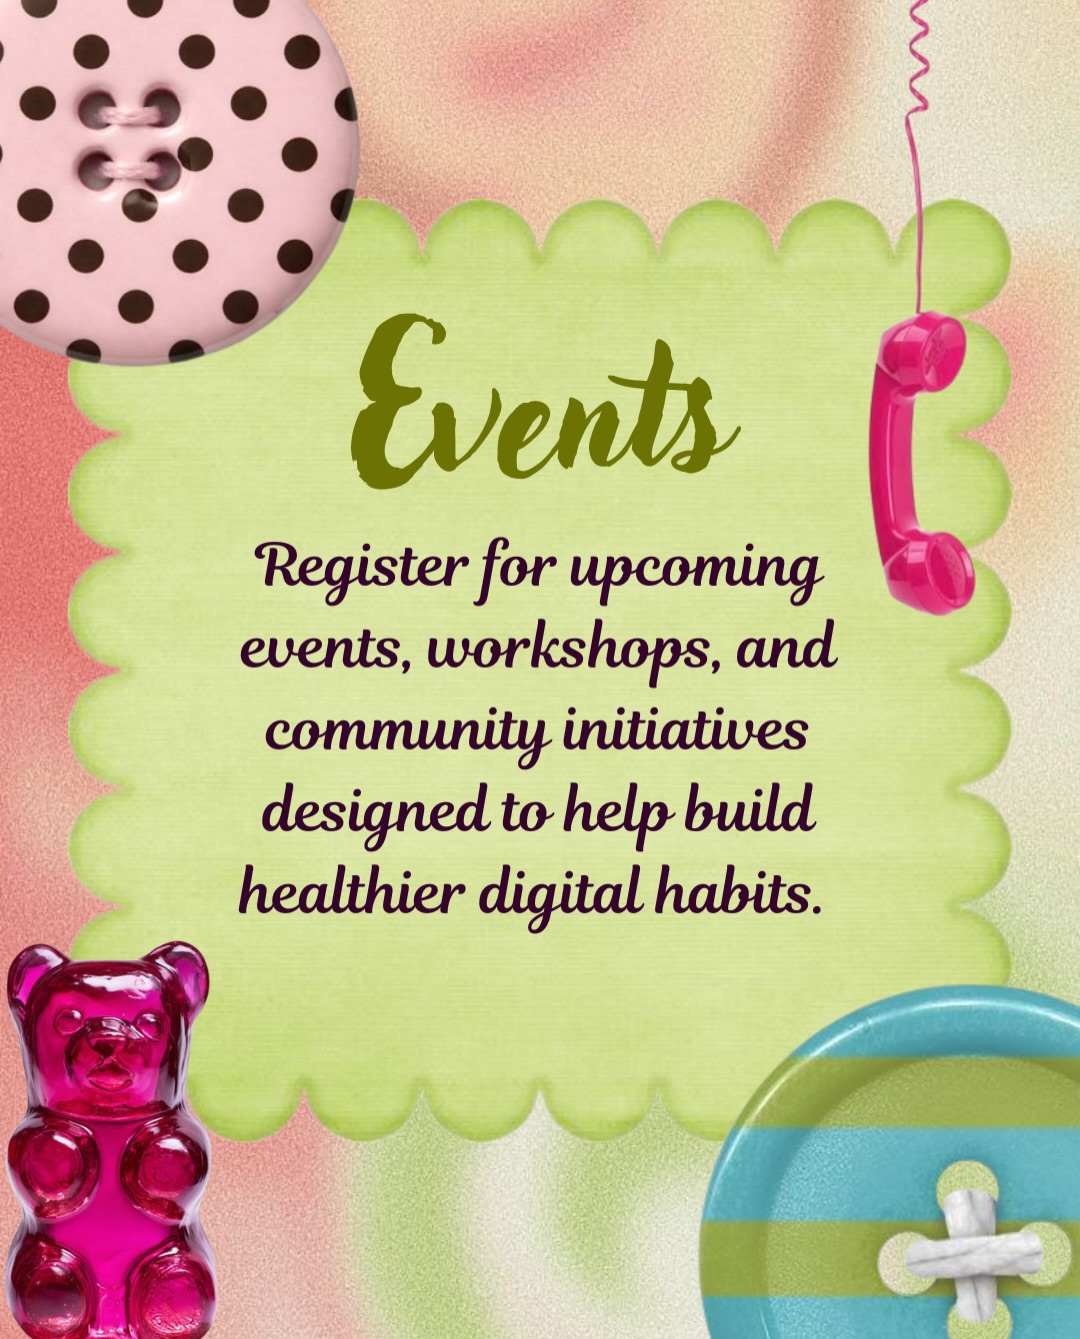 Events
Register for upcoming
events, workshops, and
community initiatives
designed to help build
healthier digital habits.